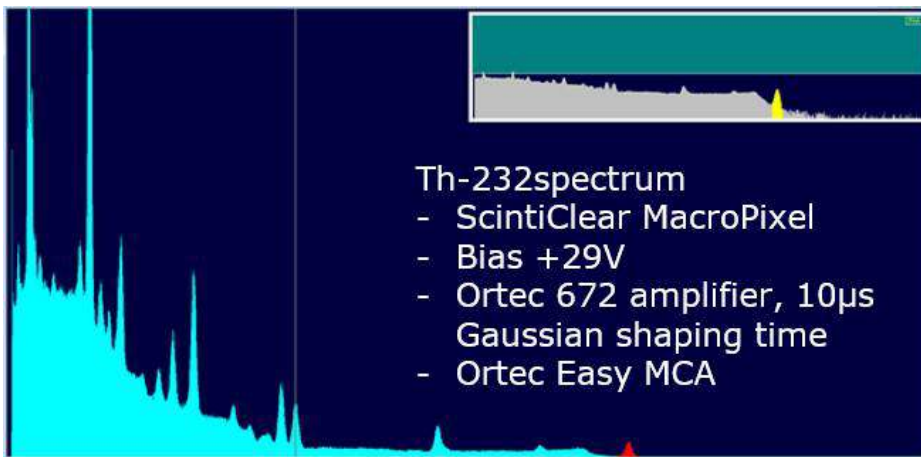 Th-232spectrum
- ScintiClear MacroPixel
- Bias +29V
- Ortec 672 amplifier, 10µs
Gaussian shaping time
- Ortec Easy MCA